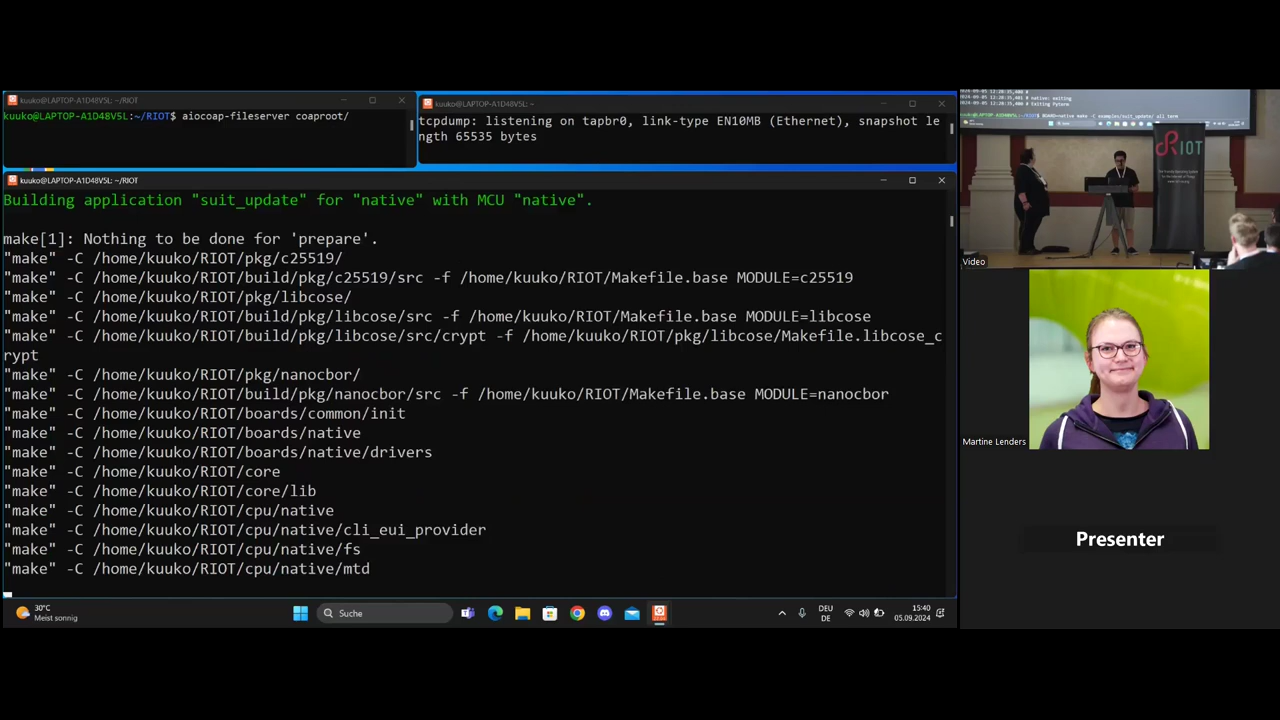 kuuko@LAPTOP-A1D48V5L: ~/RIOT
kuuko@LAPTOP-A1D48V5L:~/RIOT$ aiocoap-fileserver coaproot/
kuuko@LAPTOP-A1D48V5L: ~
tcpdump: listening on tapbr0, link-type EN10MB (Ethernet), snapshot le
ngth 65535 bytes
kuuko@LAPTOP-A1D48V5L: ~/RIOT
Building application "suit_update" for "native" with MCU "native".
make[1]: Nothing to be done for 'prepare'.
"make" -C /home/kuuko/RIOT/pkg/c25519/
"make" -C /home/kuuko/RIOT/build/pkg/c25519/src -f /home/kuuko/RIOT/Makefile.base MODULE=c25519
"make" -C /home/kuuko/RIOT/pkg/libcose/
"make" -C /home/kuuko/RIOT/build/pkg/libcose/src -f /home/kuuko/RIOT/Makefile.base MODULE=libcose
"make" -C /home/kuuko/RIOT/build/pkg/libcose/src/crypt -f /home/kuuko/RIOT/pkg/libcose/Makefile.libcose_c
rypt
"make" -C /home/kuuko/RIOT/pkg/nanocbor/
"make" -C /home/kuuko/RIOT/build/pkg/nanocbor/src -f /home/kuuko/RIOT/Makefile.base MODULE=nanocbor
"make" -C /home/kuuko/RIOT/boards/common/init
"make" -C /home/kuuko/RIOT/boards/native
"make" -C /home/kuuko/RIOT/boards/native/drivers
"make" -C /home/kuuko/RIOT/core
"make" -C /home/kuuko/RIOT/core/lib
"make" -C /home/kuuko/RIOT/cpu/native
"make" -C /home/kuuko/RIOT/cpu/native/cli_eui_provider
"make" -C /home/kuuko/RIOT/cpu/native/fs
"make" -C /home/kuuko/RIOT/cpu/native/mtd
30°C
Meist sonnig
Suche
DEU
DE
15:40
05.09.2024
RIOT
Video
Martine Lenders
Presenter